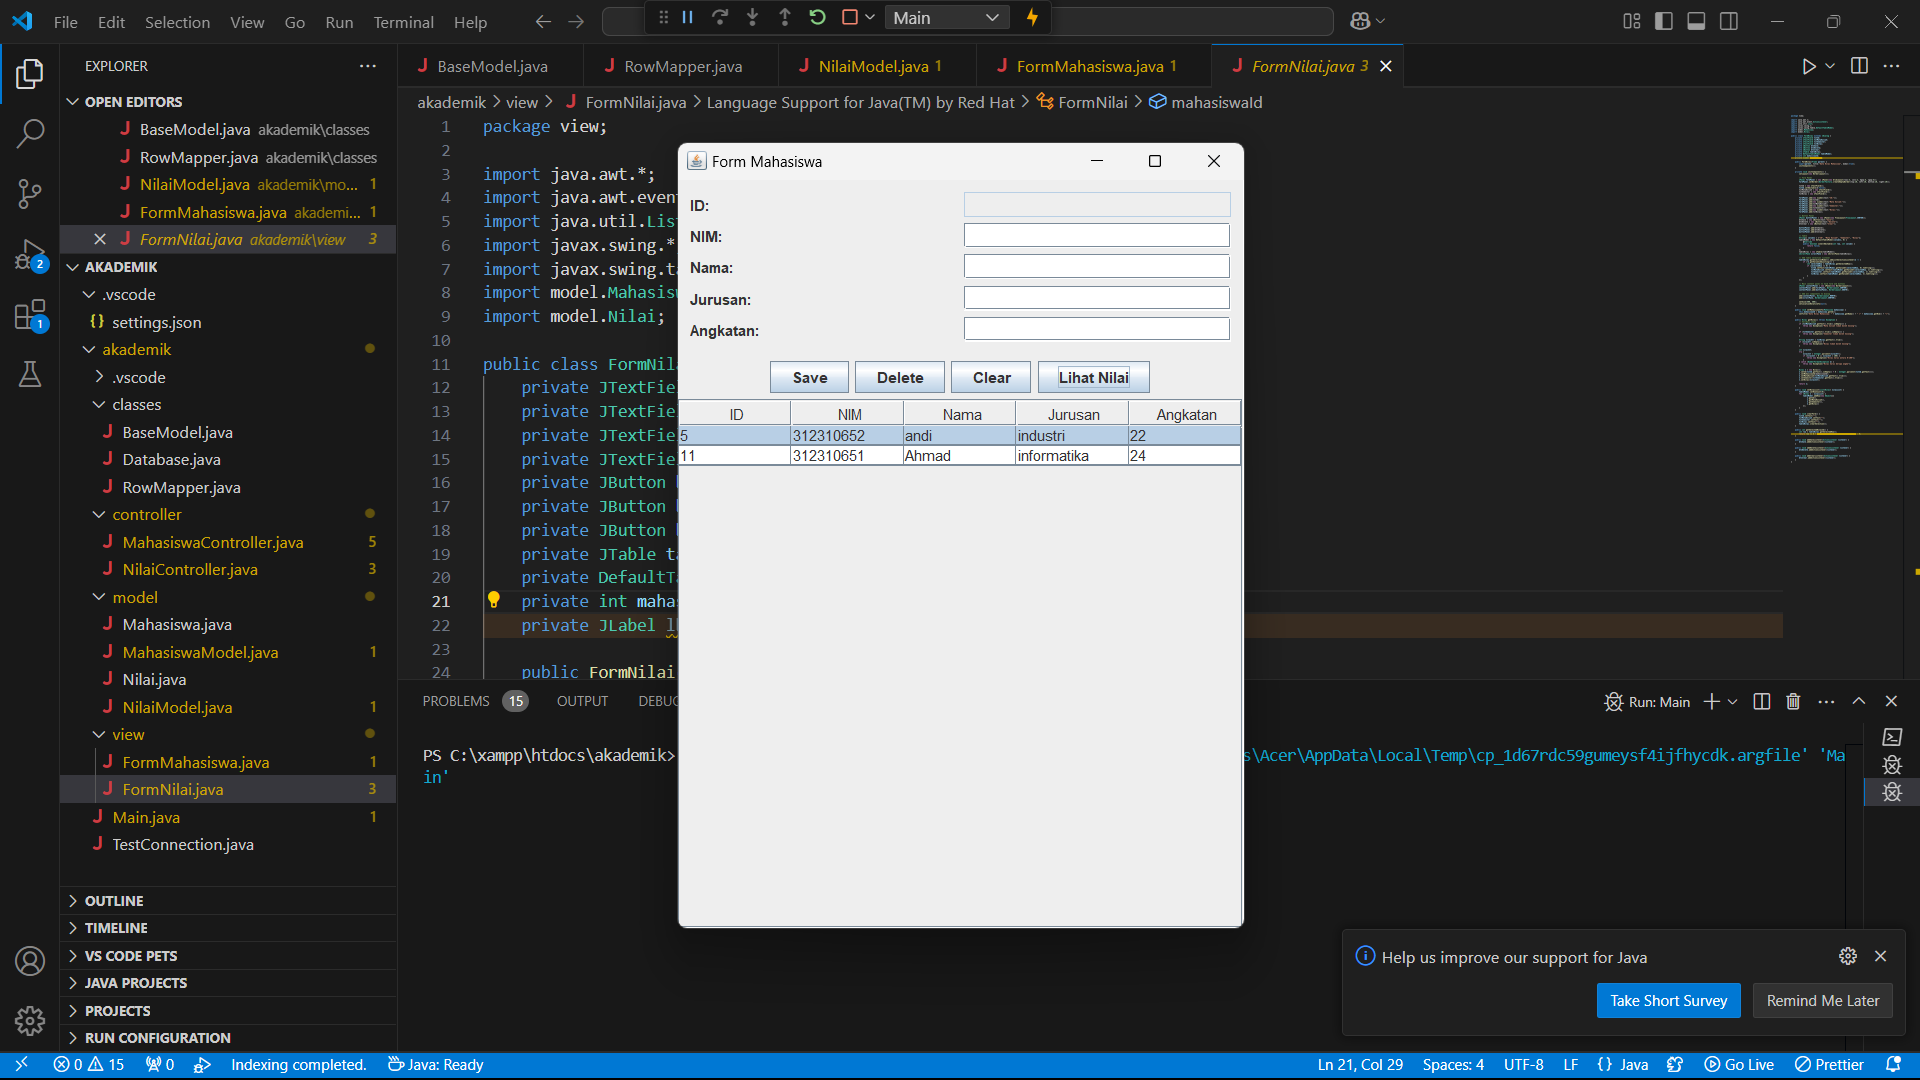 File Edit Selection View Go Run Terminal Help
Main
EXPLORER
OPEN EDITORS
BaseModel.java akademik\classes
RowMapper.java akademik\classes
NilaiModel.java akademik\mo... 1
FormMahasiswa.java akademi... 1
FormNilai.java akademik\view 3
AKADEMIK
.vscode
{} settings.json
akademik
.vscode
classes
BaseModel.java
Database.java
RowMapper.java
controller
MahasiswaController.java 5
NilaiController.java 3
model
Mahasiswa.java
MahasiswaModel.java 1
Nilai.java
NilaiModel.java 1
view
FormMahasiswa.java 1
FormNilai.java 3
Main.java 1
TestConnection.java
OUTLINE
TIMELINE
VS CODE PETS
JAVA PROJECTS
PROJECTS
RUN CONFIGURATION
2
1
BaseModel.java
RowMapper.java
NilaiModel.java 1
FormMahasiswa.java 1
FormNilai.java 3
akademik > view > FormNilai.java > Language Support for Java(TM) by Red Hat > FormNilai > mahasiswaId
1 package view;
2
3 import java.awt.*;
4 import java.awt.even
5 import java.util.Lis
6 import javax.swing.*
7 import javax.swing.ta
8 import model.Mahasisw
9 import model.Nilai;
10
11 public class FormNila
12 private JTextFie
13 private JTextFie
14 private JTextFie
15 private JTextFie
16 private JButton
17 private JButton
18 private JButton
19 private JTable ta
20 private DefaultTa
21 private int mahas
22 private JLabel l
23
24 public FormNilai
Form Mahasiswa
ID:
NIM:
Nama:
Jurusan:
Angkatan:
Save Delete Clear Lihat Nilai
ID NIM Nama Jurusan Angkatan
5 312310652 andi industri 22
11 312310651 Ahmad informatika 24
PROBLEMS 15 OUTPUT DEBU
Run: Main
PS C:\xampp\htdocs\akademik>
s\Acer\AppData\Local\Temp\cp_1d67rdc59gumeysf4ijfhycdk.argfile' 'Ma
in'
Help us improve our support for Java
Take Short Survey Remind Me Later
0 15 0 Indexing completed. Java: Ready
Ln 21, Col 29 Spaces: 4 UTF-8 LF {} Java Go Live Prettier